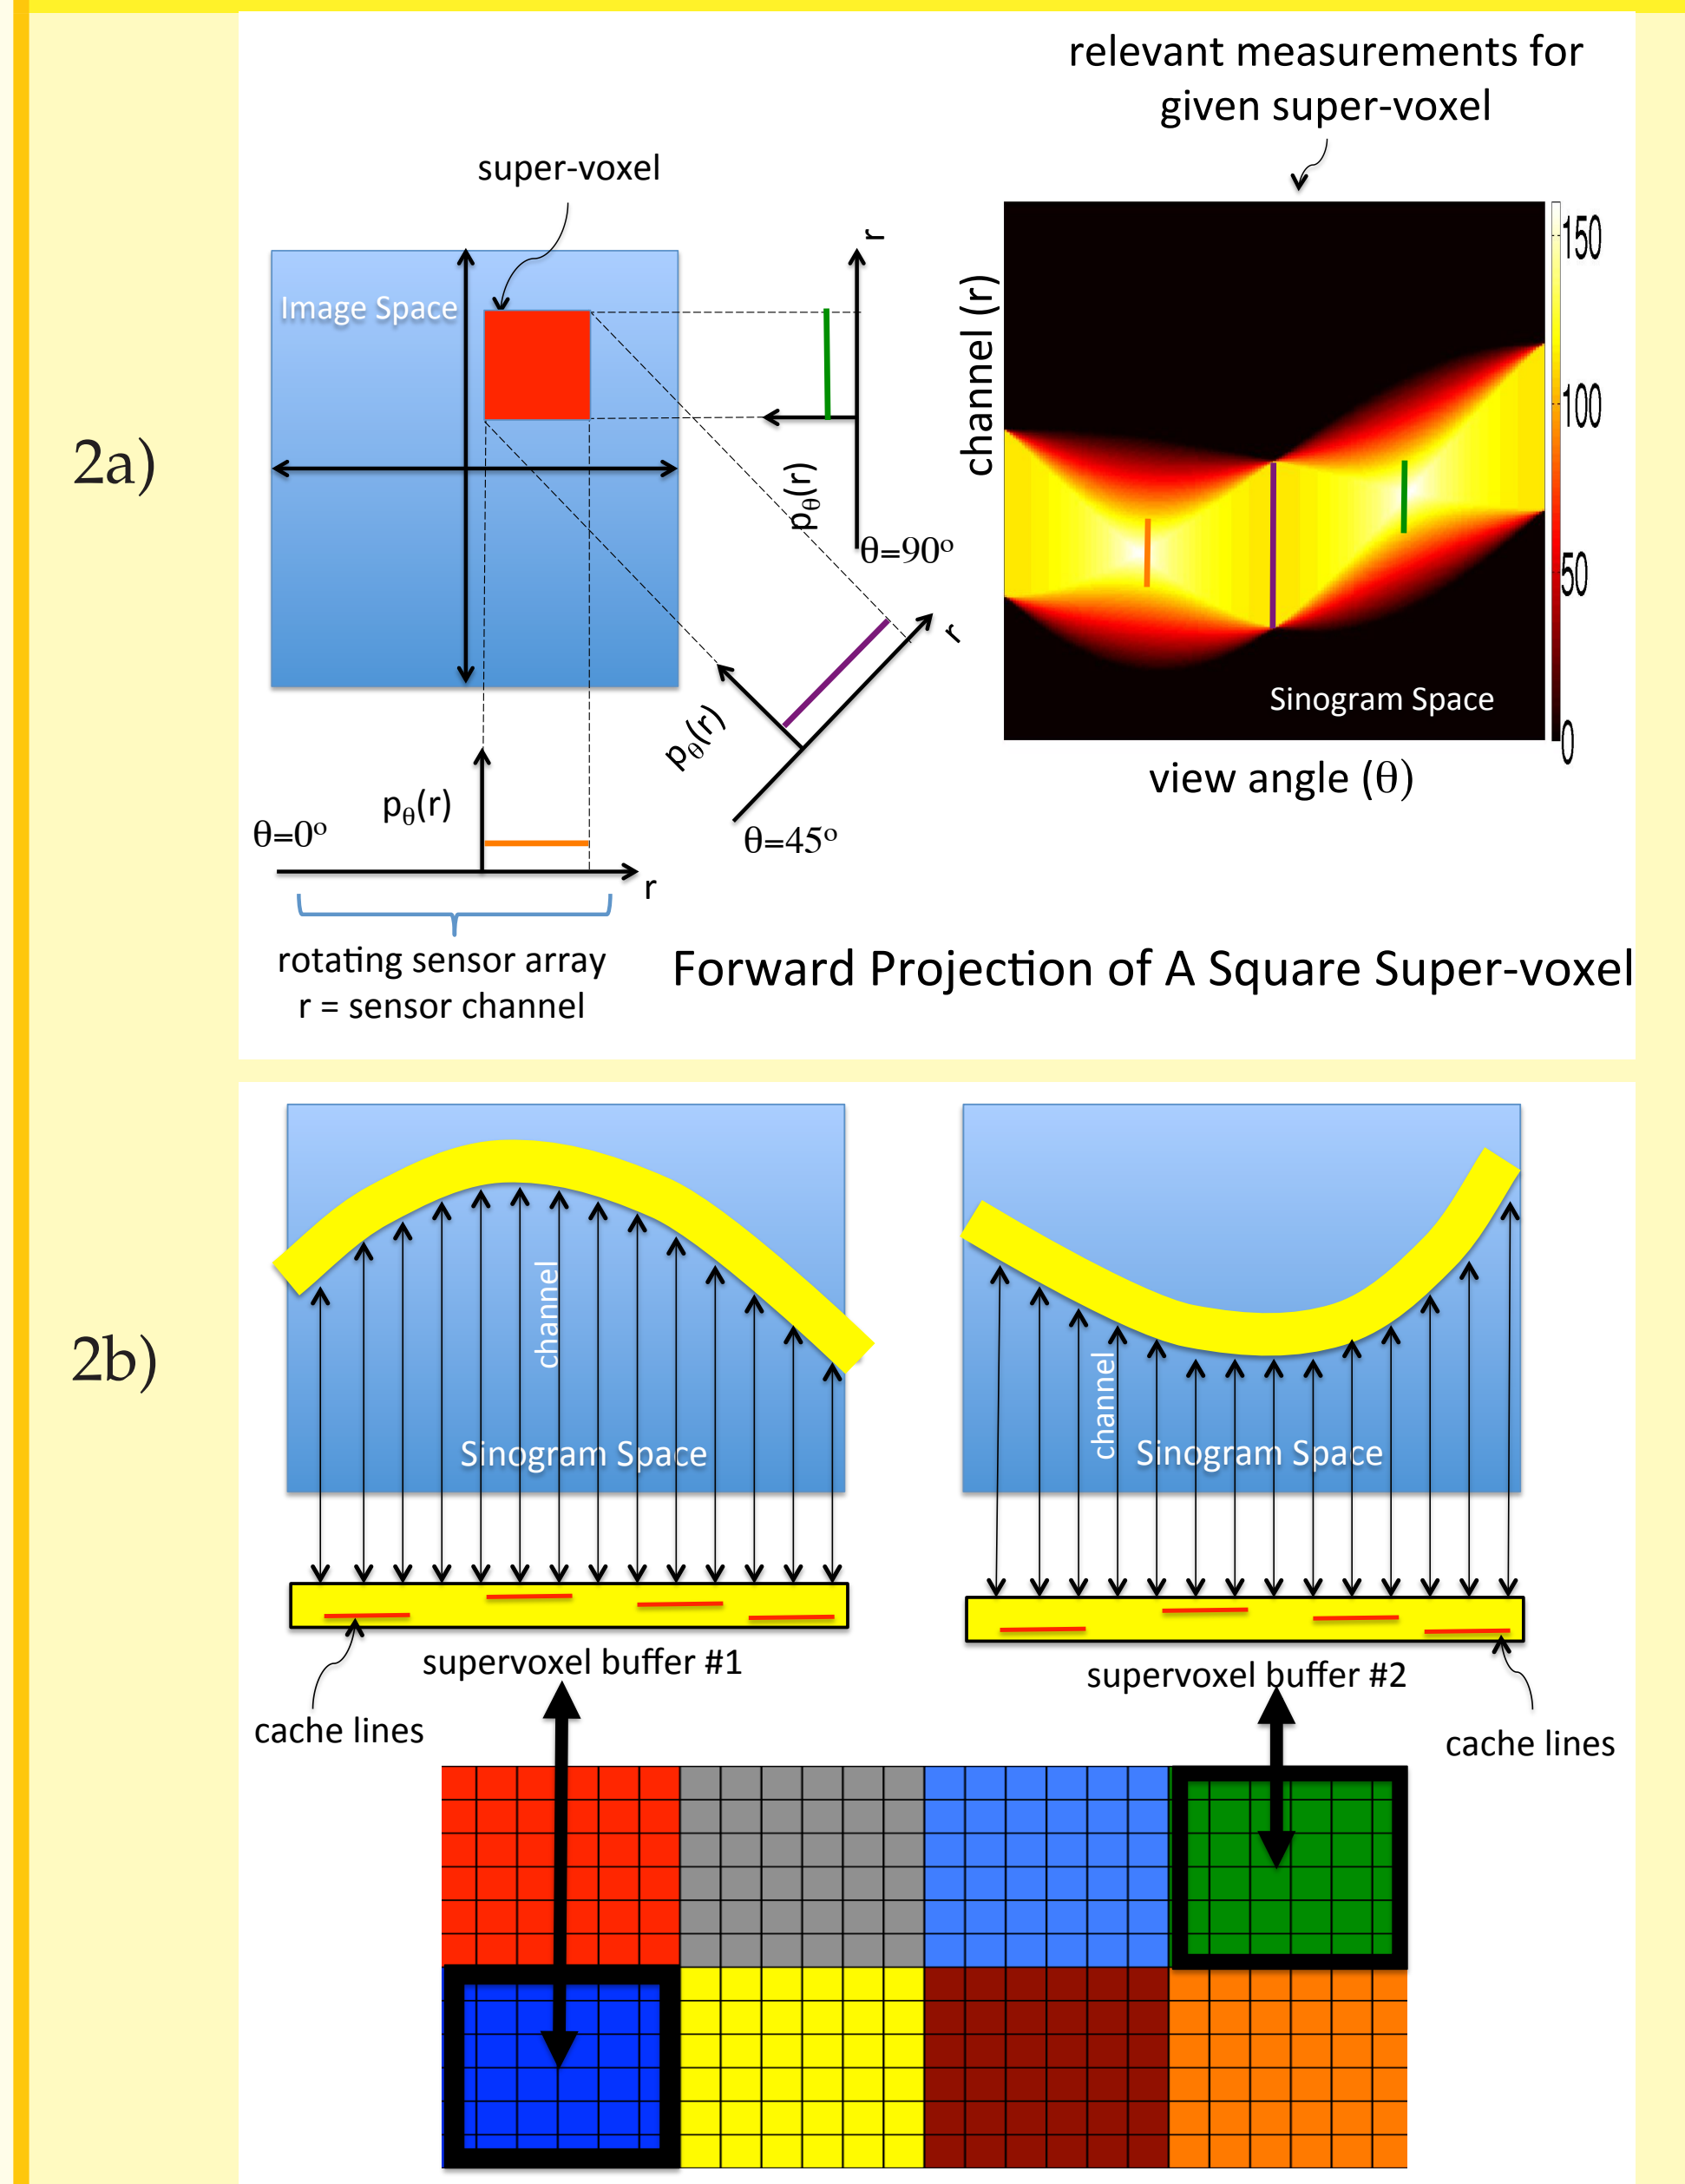 relevant measurements for
given super-voxel
super-voxel
Image Space
r
pθ(r)
θ=90º
r
pθ(r)
θ=45º
pθ(r)
θ=0º
r
rotating sensor array
r = sensor channel
channel (r)
150
100
50
0
Sinogram Space
view angle (θ)
2a)
Forward Projection of A Square Super-voxel
2b)
channel
Sinogram Space
channel
Sinogram Space
supervoxel buffer #1
supervoxel buffer #2
cache lines
cache lines